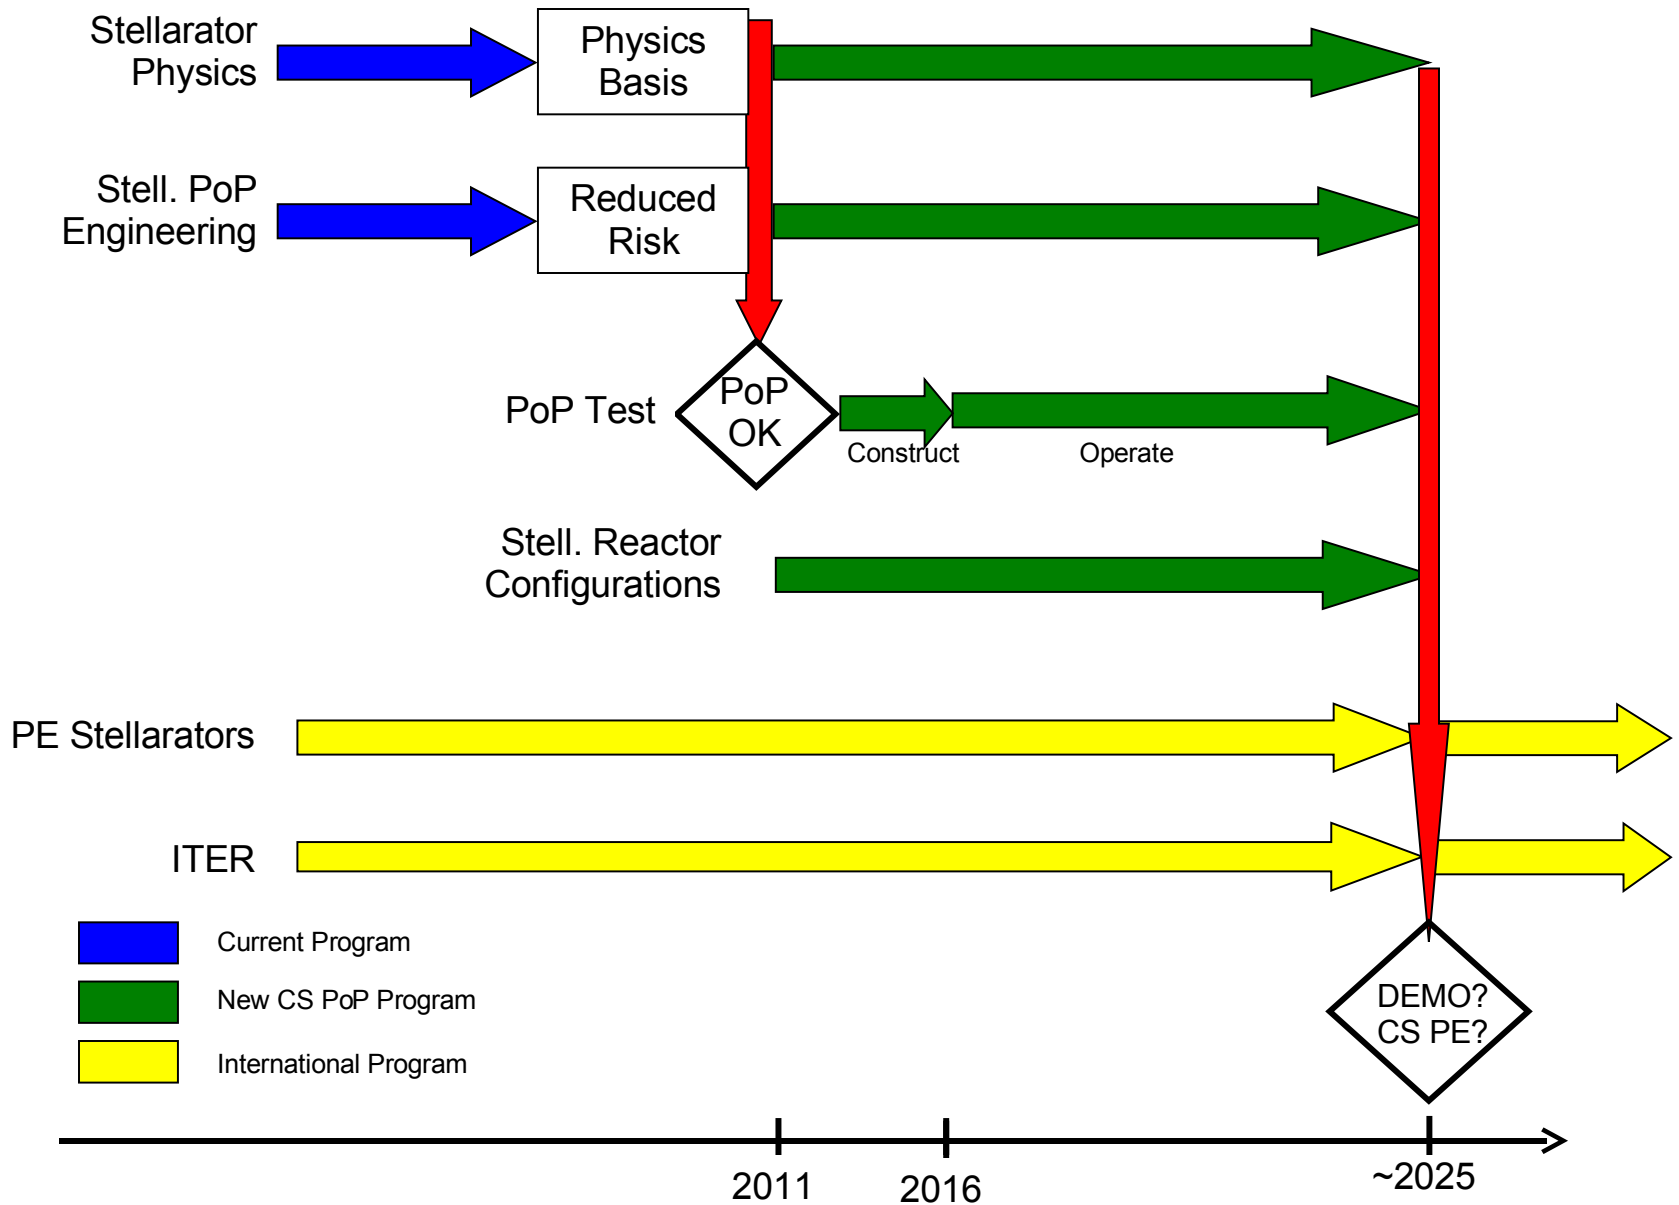 Stellarator
Physics
Physics
Basis
Stell. PoP
Engineering
Reduced
Risk
PoP Test
PoP
OK
Construct
Operate
Stell. Reactor
Configurations
PE Stellarators
ITER
Current Program
New CS PoP Program
International Program
DEMO?
CS PE?
2011
2016
~2025